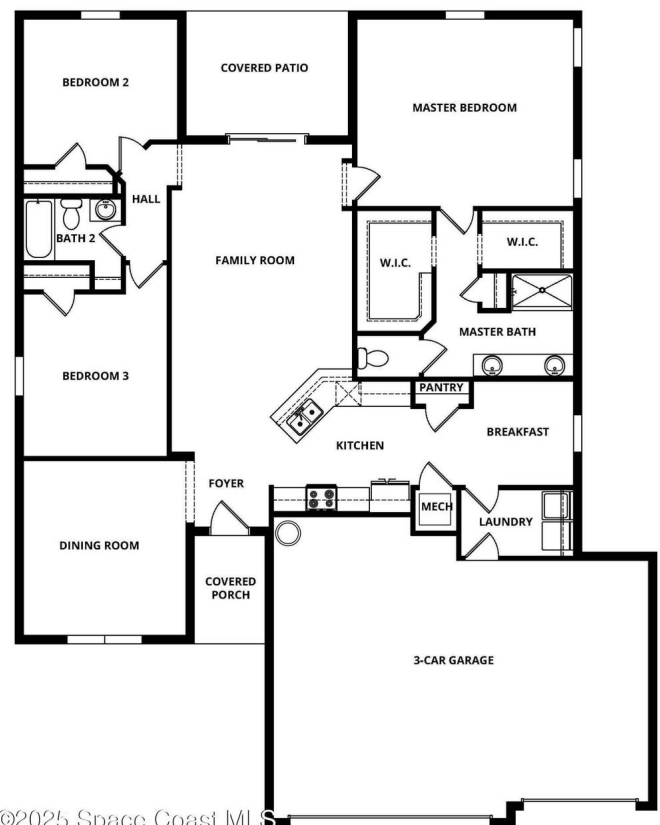 BEDROOM 2
COVERED PATIO
MASTER BEDROOM
HALL
BATH 2
FAMILY ROOM
W.I.C.
W.I.C.
MASTER BATH
BEDROOM 3
PANTRY
KITCHEN
BREAKFAST
FOYER
MECH
LAUNDRY
DINING ROOM
COVERED
PORCH
3-CAR GARAGE
©2025 Space Coast MLS